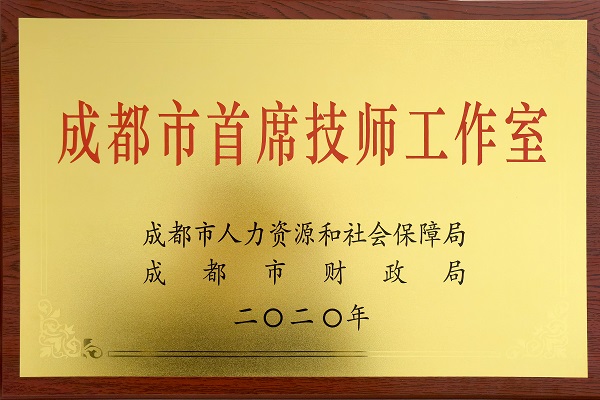 成都市首席技师工作室
成都市人力资源和社会保障局
成都市财政局
二〇二〇年